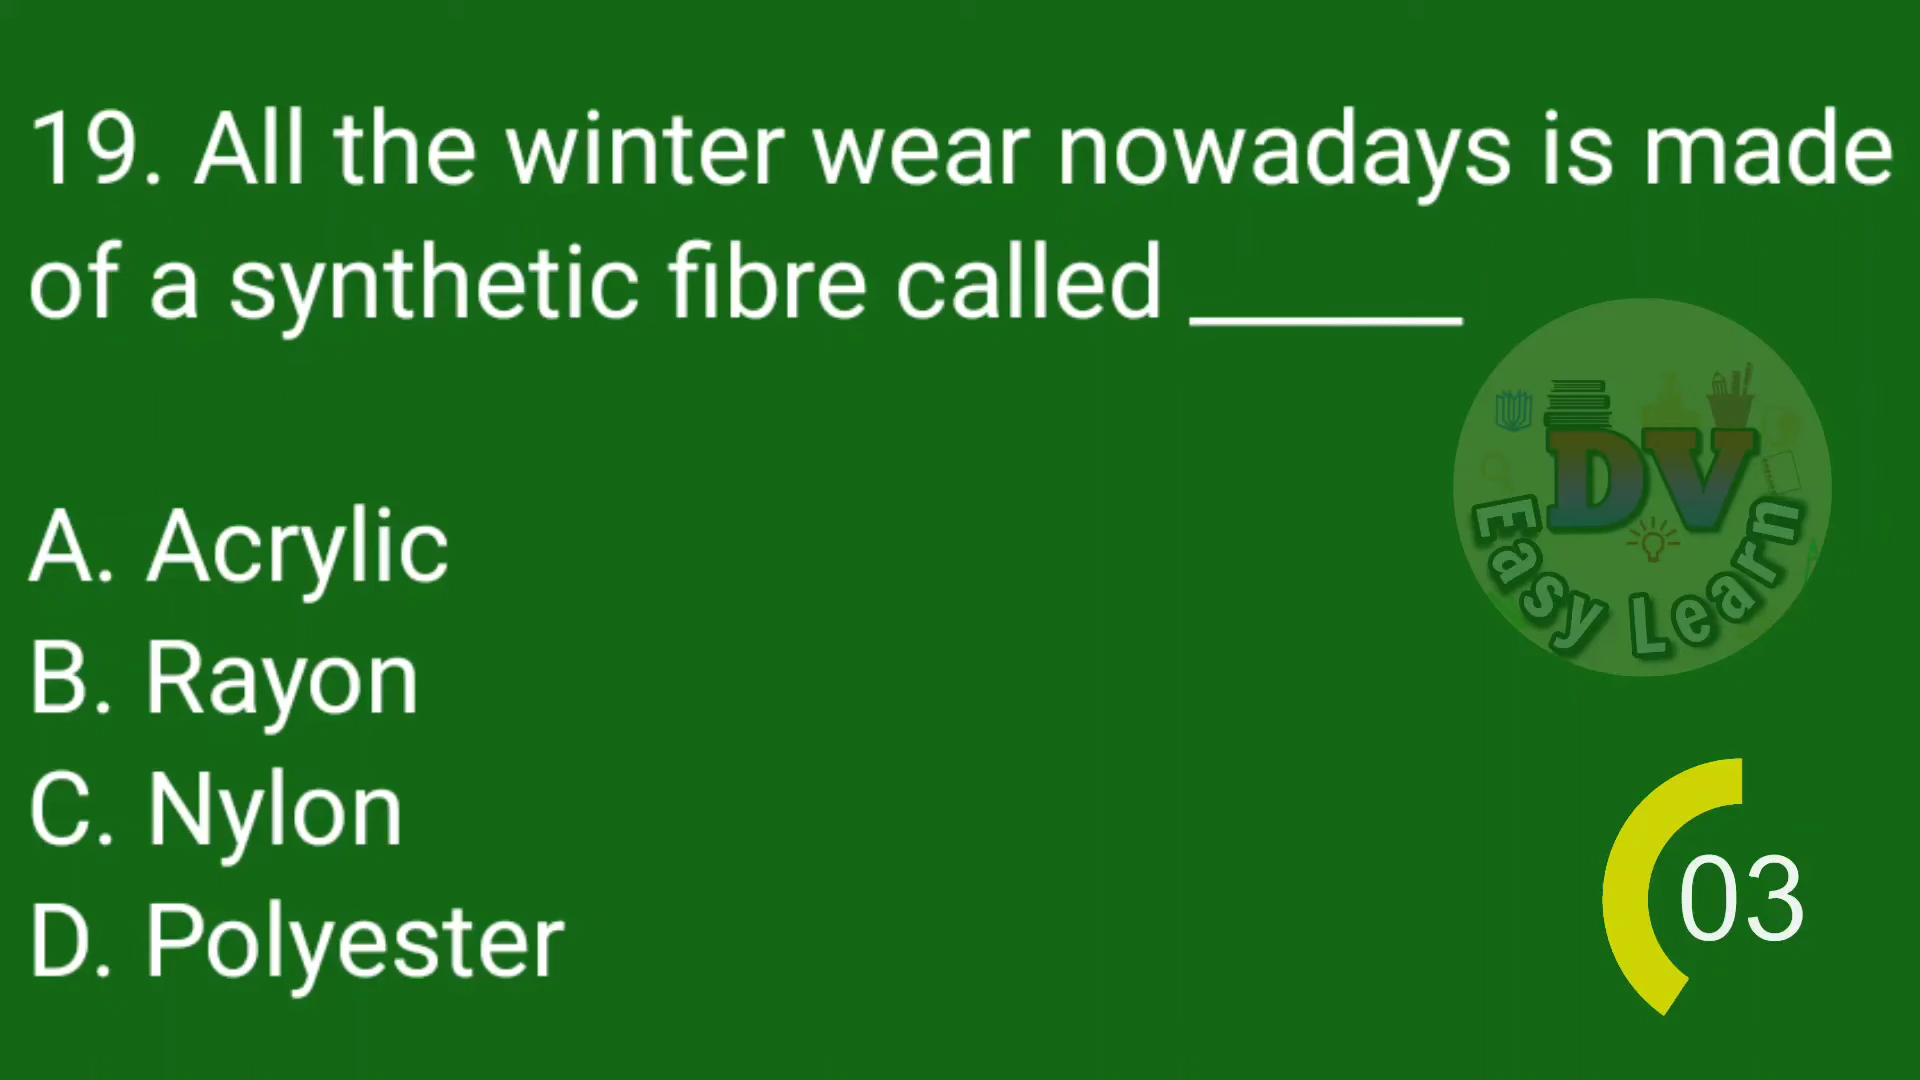 19. All the winter wear nowadays is made
of a synthetic fibre called ______
DV
Easy Learn
A. Acrylic
B. Rayon
C. Nylon
D. Polyester
03